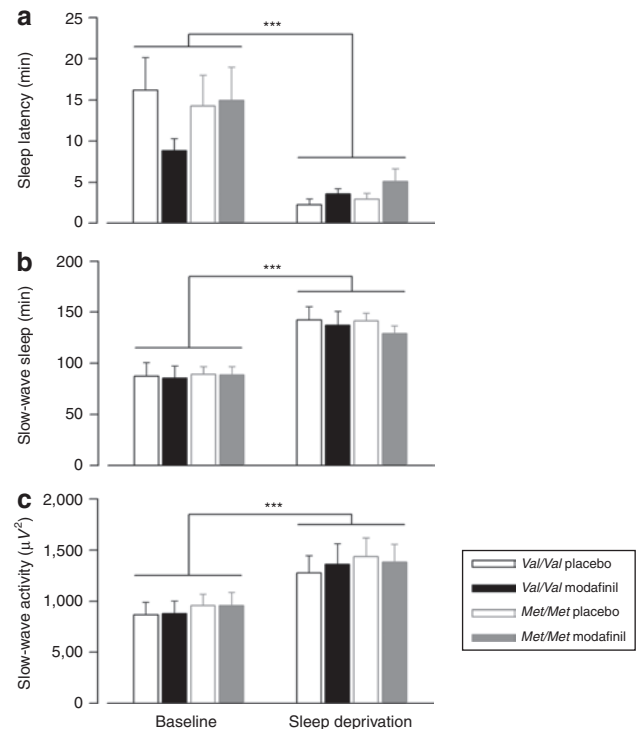 a
Sleep latency (min)
25
20
15
10
5
0
***
b
Slow-wave sleep (min)
200
150
100
50
0
***
c
Slow-wave activity (μV²)
2,000
1,500
1,000
5,00
0
***
Baseline
Sleep deprivation
Val/Val placebo
Val/Val modafinil
Met/Met placebo
Met/Met modafinil